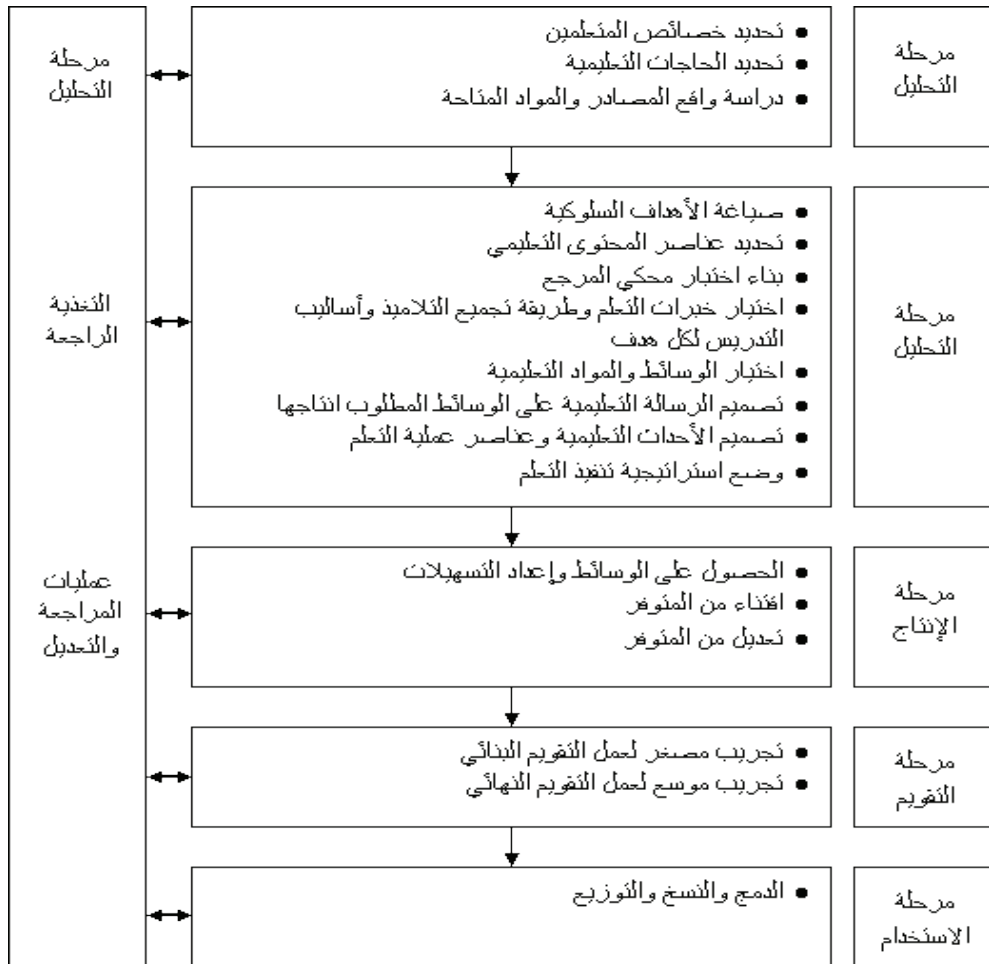 مرحلة
التحليل
تحديد خصائص المتعلمين
تحديد الحاجات التعليمية
دراسة واقع المصادر والمواد المتاحة
مرحلة
التحليل
مرحلة
التحليل
صياغة الأهداف السلوكية
تحديد عناصر المحتوى التعليمي
بناء اختبار محكي المرجع
اختيار خبرات التعلم وطريقة تجميع التلاميذ وأساليب
التدريس لكل هدف
اختيار الوسائط والمواد التعليمية
تصميم الرسالة التعليمية على الوسائط المطلوب انتاجها
تصميم الأحداث التعليمية وعناصر عملية التعلم
وضع استراتيجية تنفيذ التعلم
التغذية
الراجعة
مرحلة
الإنتاج
الحصول على الوسائط وإعداد التسهيلات
اقتناء من المتوفر
تعديل من المتوفر
عمليات
المراجعة
والتعديل
مرحلة
التقويم
تجريب مصغر لعمل التقويم البنائي
تجريب موسع لعمل التقويم النهائي
مرحلة
الاستخدام
الدمج والنسخ والتوزيع